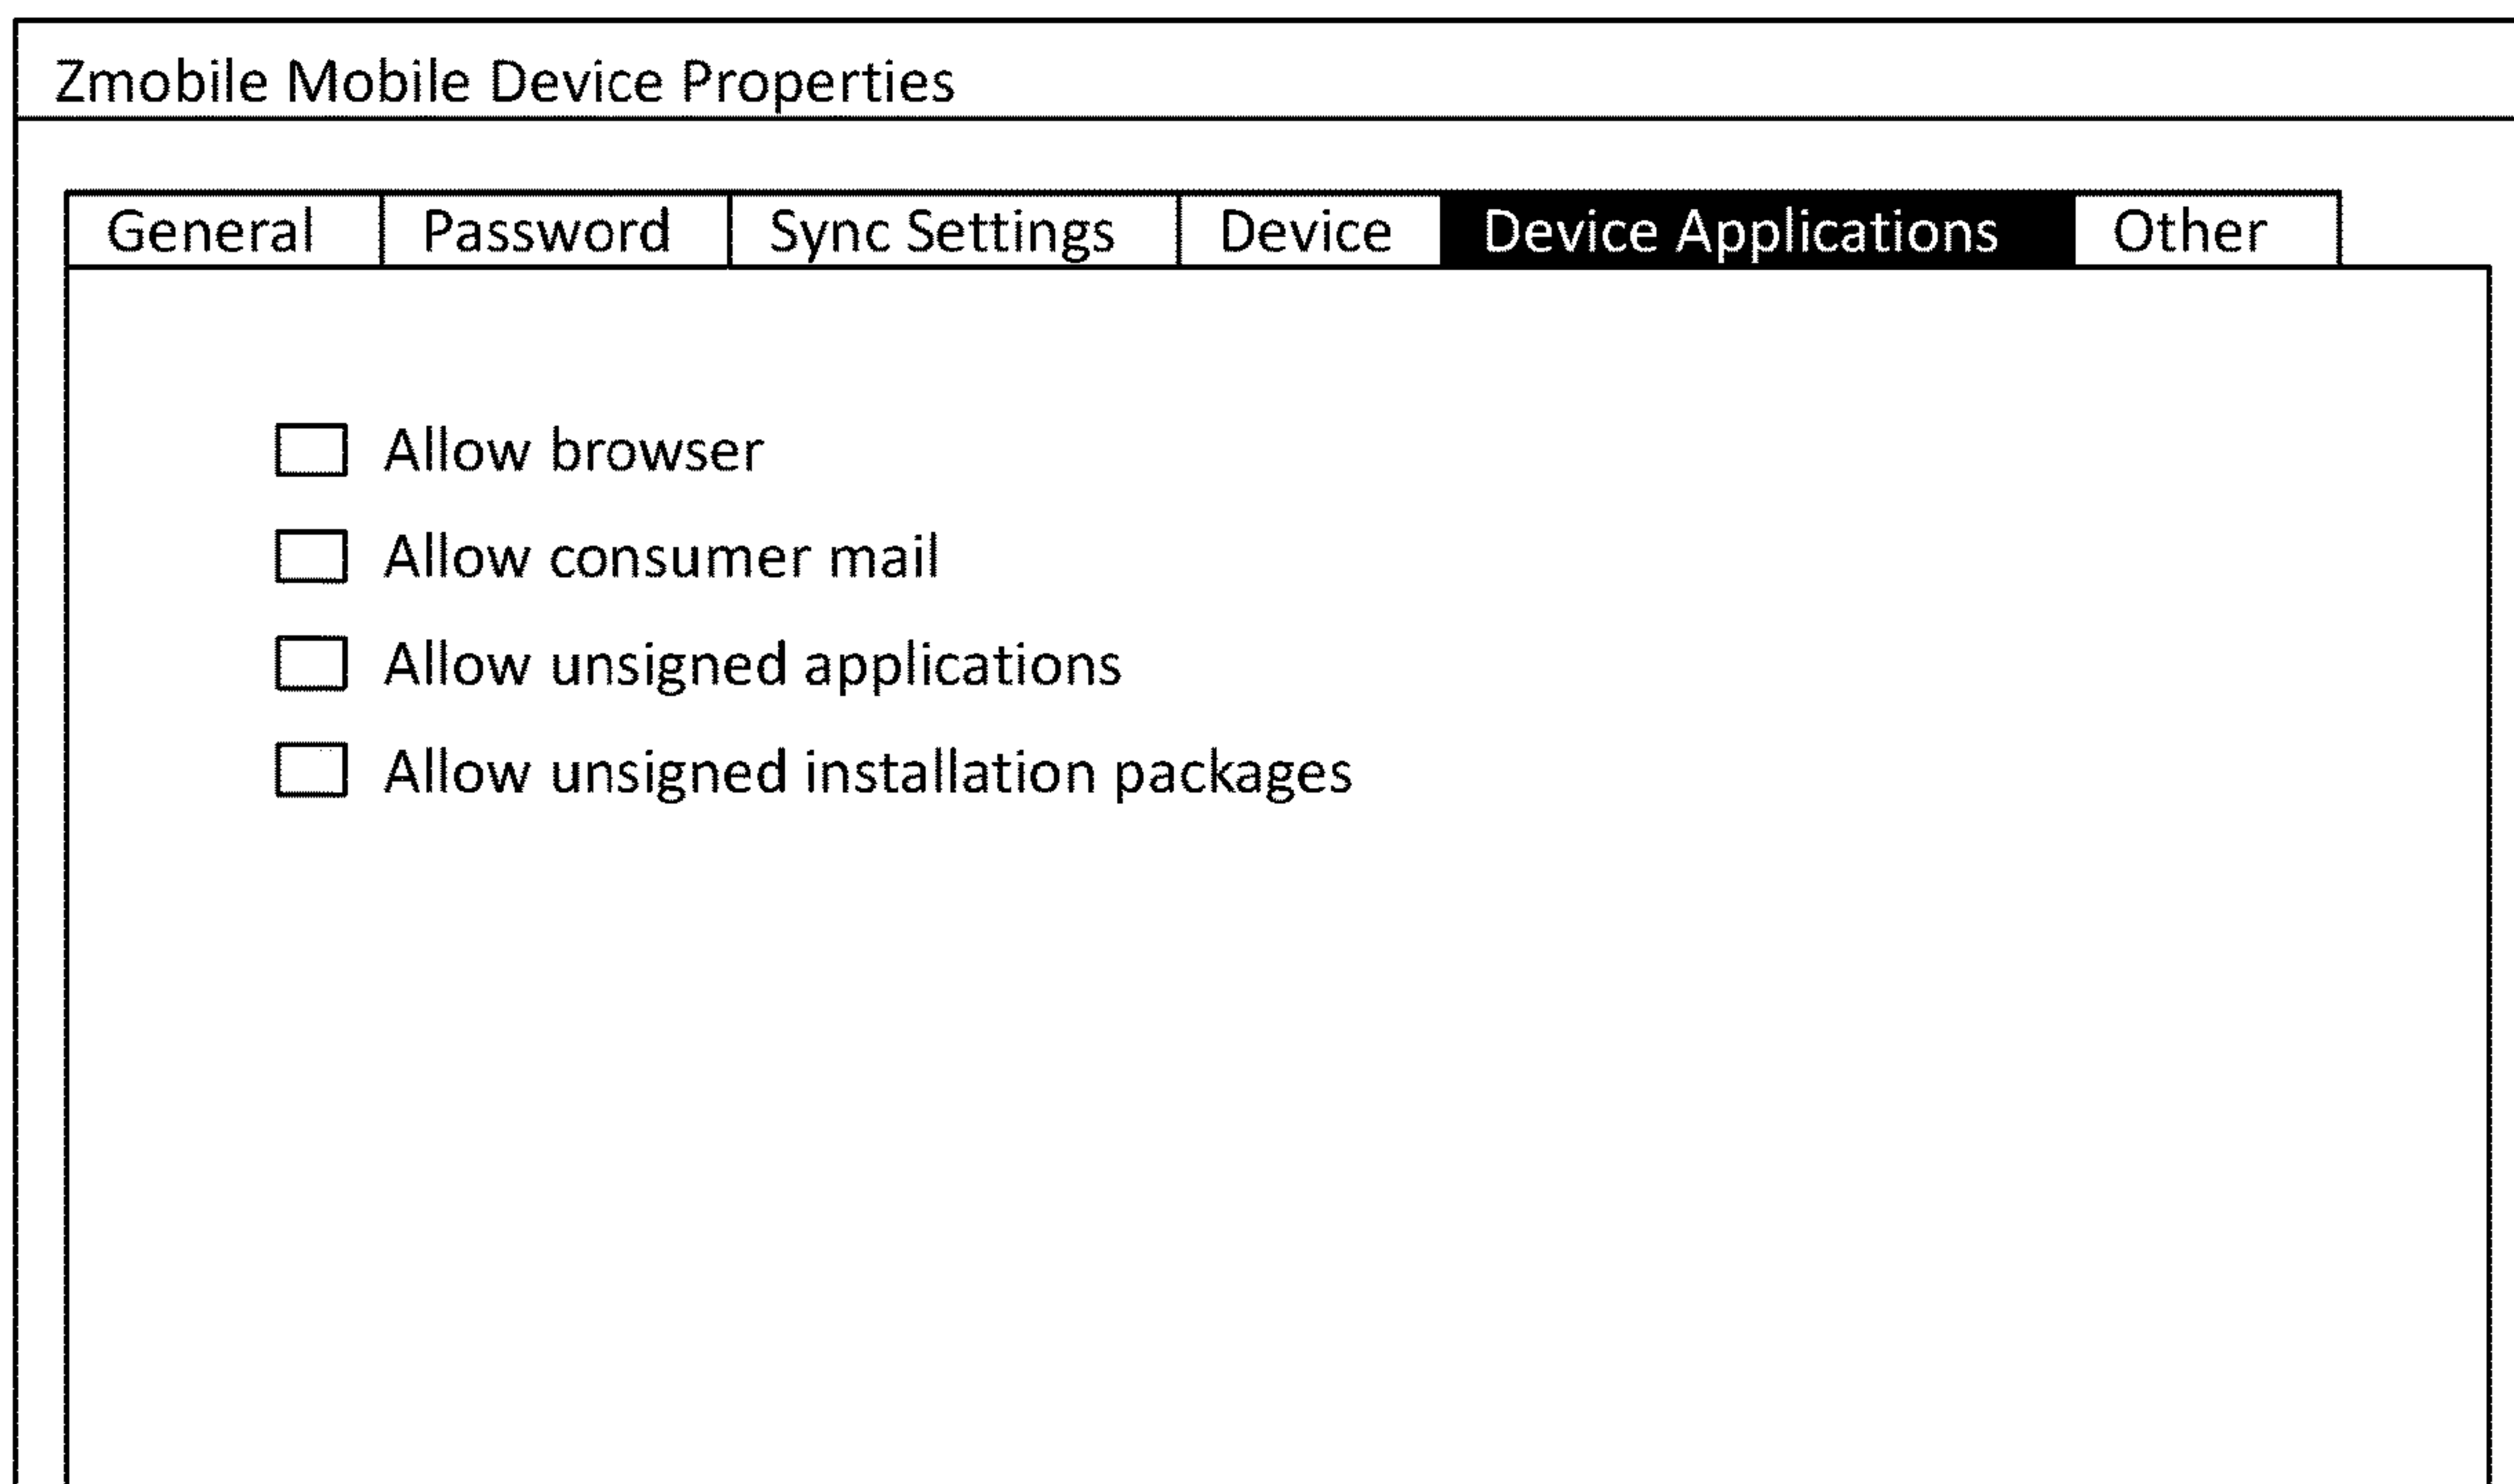 Zmobile Mobile Device Properties
General Password Sync Settings Device Device Applications Other
Allow browser
Allow consumer mail
Allow unsigned applications
Allow unsigned installation packages